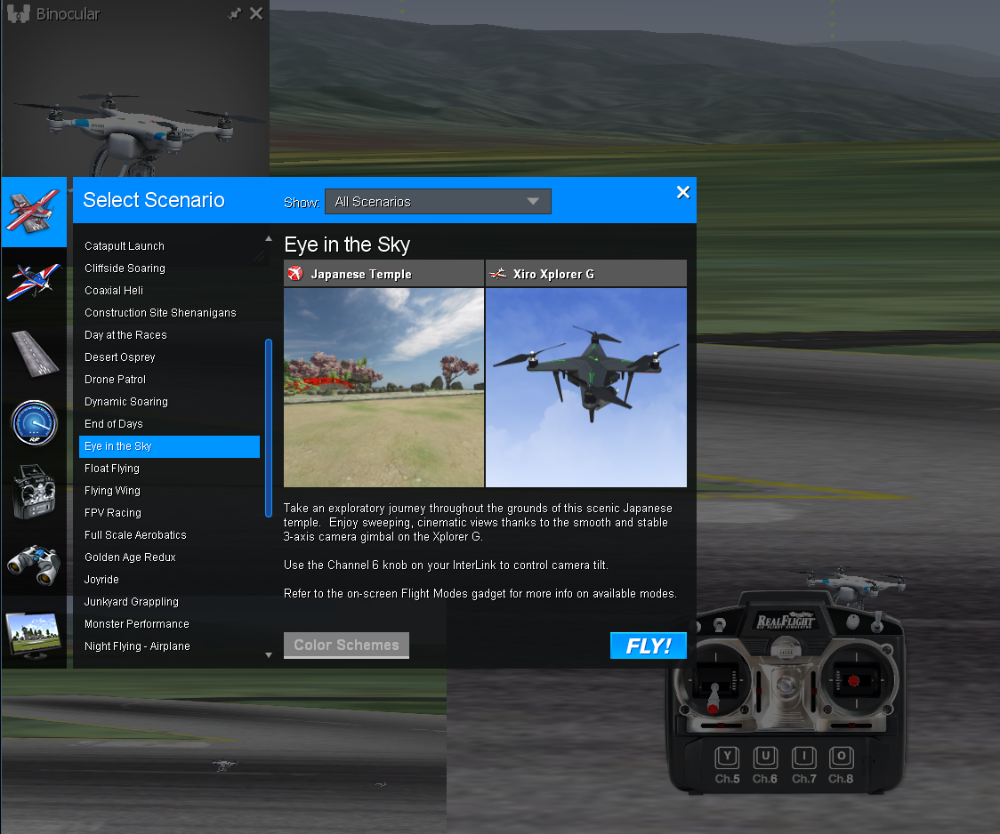 Binocular
Select Scenario
Show:
All Scenarios
Catapult Launch
Cliffside Soaring
Coaxial Heli
Construction Site Shenanigans
Day at the Races
Desert Osprey
Drone Patrol
Dynamic Soaring
End of Days
Eye in the Sky
Float Flying
Flying Wing
FPV Racing
Full Scale Aerobatics
Golden Age Redux
Joyride
Junkyard Grappling
Monster Performance
Night Flying - Airplane
Eye in the Sky
Japanese Temple
Xiro Xplorer G
Take an exploratory journey throughout the grounds of this scenic Japanese
temple. Enjoy sweeping, cinematic views thanks to the smooth and stable
3-axis camera gimbal on the Xplorer G.
Use the Channel 6 knob on your InterLink to control camera tilt.
Refer to the on-screen Flight Modes gadget for more info on available modes.
Color Schemes
FLY!
REALFLIGHT
Y U I O
Ch.5 Ch.6 Ch.7 Ch.8